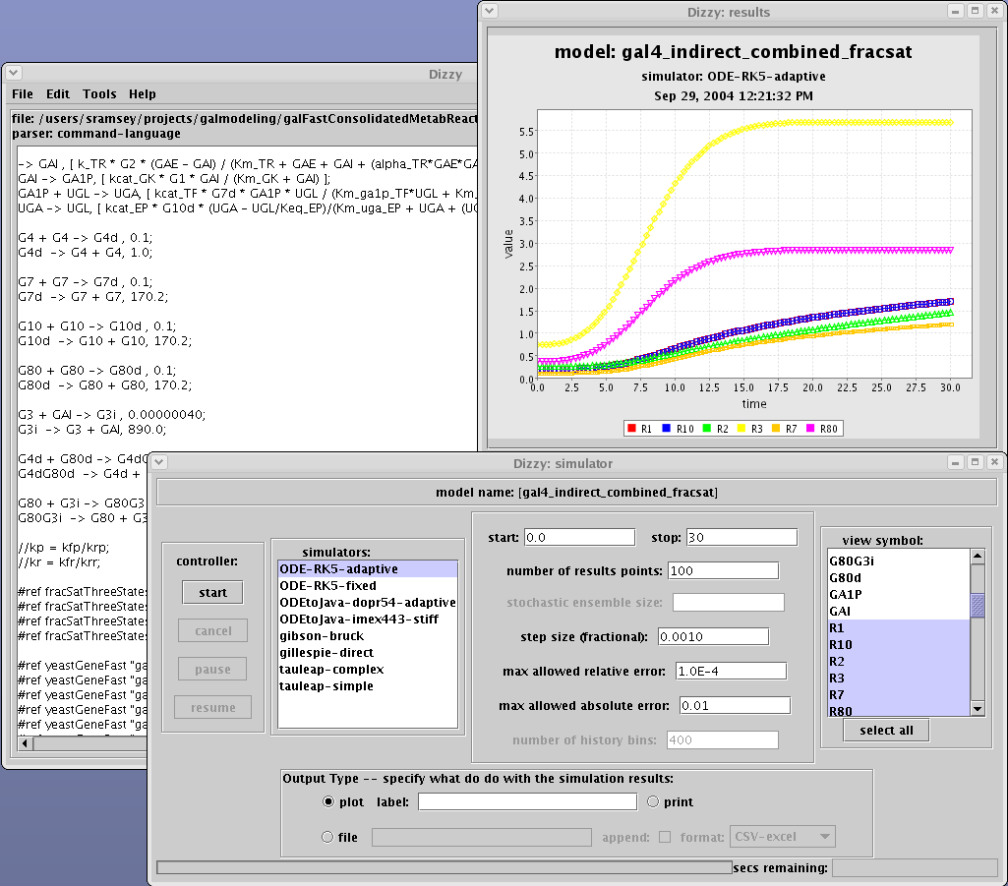 Dizzy: results
model: gal4_indirect_combined_fracsat
simulator: ODE-RK5-adaptive
Sep 29, 2004 12:21:32 PM
value
5.5
5.0
4.5
4.0
3.5
3.0
2.5
2.0
1.5
1.0
0.5
0.0
0.0 2.5 5.0 7.5 10.0 12.5 15.0 17.5 20.0 22.5 25.0 27.5 30.0
time
R1 R10 R2 R3 R7 R80
Dizzy
File Edit Tools Help
file: /users/sramsey/projects/galmodeling/galFastConsolidatedMetabReact
parser: command-language
-> GAI , [ k_TR * G2 * (GAE - GAI) / (Km_TR + GAE + GAI + (alpha_TR*GAE*GA
GAI -> GA1P, [ kcat_GK * G1 * GAI / (Km_GK + GAI) ];
GA1P + UGL -> UGA, [ kcat_TF * G7d * GA1P * UGL / (Km_ga1p_TF*UGL + Km_
UGA -> UGL, [ kcat_EP * G10d * (UGA - UGL/Keq_EP)/(Km_uga_EP + UGA + (UG
G4 + G4 -> G4d , 0.1;
G4d -> G4 + G4, 1.0;
G7 + G7 -> G7d , 0.1;
G7d -> G7 + G7, 170.2;
G10 + G10 -> G10d , 0.1;
G10d -> G10 + G10, 170.2;
G80 + G80 -> G80d , 0.1;
G80d -> G80 + G80, 170.2;
G3 + GAI -> G3i , 0.00000040;
G3i -> G3 + GAI, 890.0;
G4d + G80d -> G4dG
G4dG80d -> G4d +
G80 + G3i -> G80G3
G80G3i -> G80 + G3
//kp = kfp/krp;
//kr = kfr/krr;
#ref fracSatThreeState
#ref fracSatThreeState
#ref fracSatThreeState
#ref fracSatThreeState
#ref yeastGeneFast "ga
#ref yeastGeneFast "ga
#ref yeastGeneFast "ga
#ref yeastGeneFast "ga
#ref yeastGeneFast "ga
Dizzy: simulator
model name: [gal4_indirect_combined_fracsat]
controller:
start
cancel
pause
resume
simulators:
ODE-RK5-adaptive
ODE-RK5-fixed
ODEtoJava-dopr54-adaptive
ODEtoJava-imex443-stiff
gibson-bruck
gillespie-direct
tauleap-complex
tauleap-simple
start: 0.0 stop: 30
number of results points: 100
stochastic ensemble size:
step size (fractional): 0.0010
max allowed relative error: 1.0E-4
max allowed absolute error: 0.01
number of history bins: 400
view symbol:
G80G3i
G80d
GA1P
GAI
R1
R10
R2
R3
R7
R80
select all
Output Type -- specify what do do with the simulation results:
plot label: print
file append: format: CSV-excel
secs remaining: